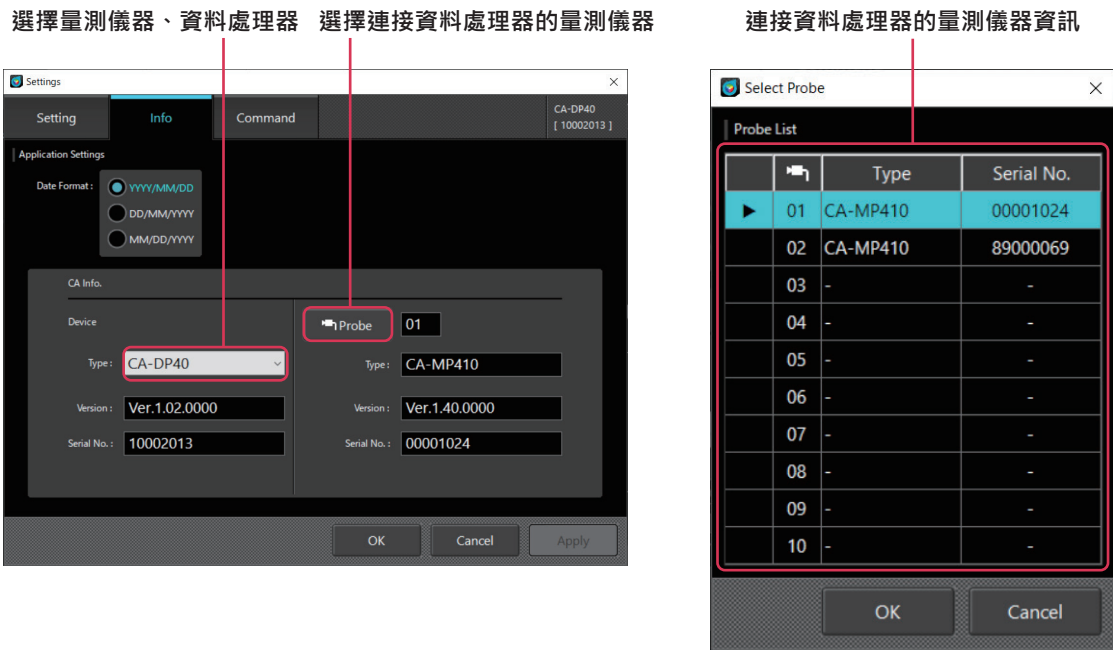 選擇量測儀器、資料處理器 選擇連接資料處理器的量測儀器
連接資料處理器的量測儀器資訊
Settings
Setting Info Command
CA-DP40
[ 10002013 ]
Application Settings
Date Format :
YYYY/MM/DD
DD/MM/YYYY
MM/DD/YYYY
CA Info.
Device
Type : CA-DP40
Version : Ver.1.02.0000
Serial No. : 10002013
Probe 01
Type : CA-MP410
Version : Ver.1.40.0000
Serial No. : 00001024
OK Cancel Apply
Select Probe
Probe List
Type Serial No.
01 CA-MP410 00001024
02 CA-MP410 89000069
03 - -
04 - -
05 - -
06 - -
07 - -
08 - -
09 - -
10 - -
OK Cancel